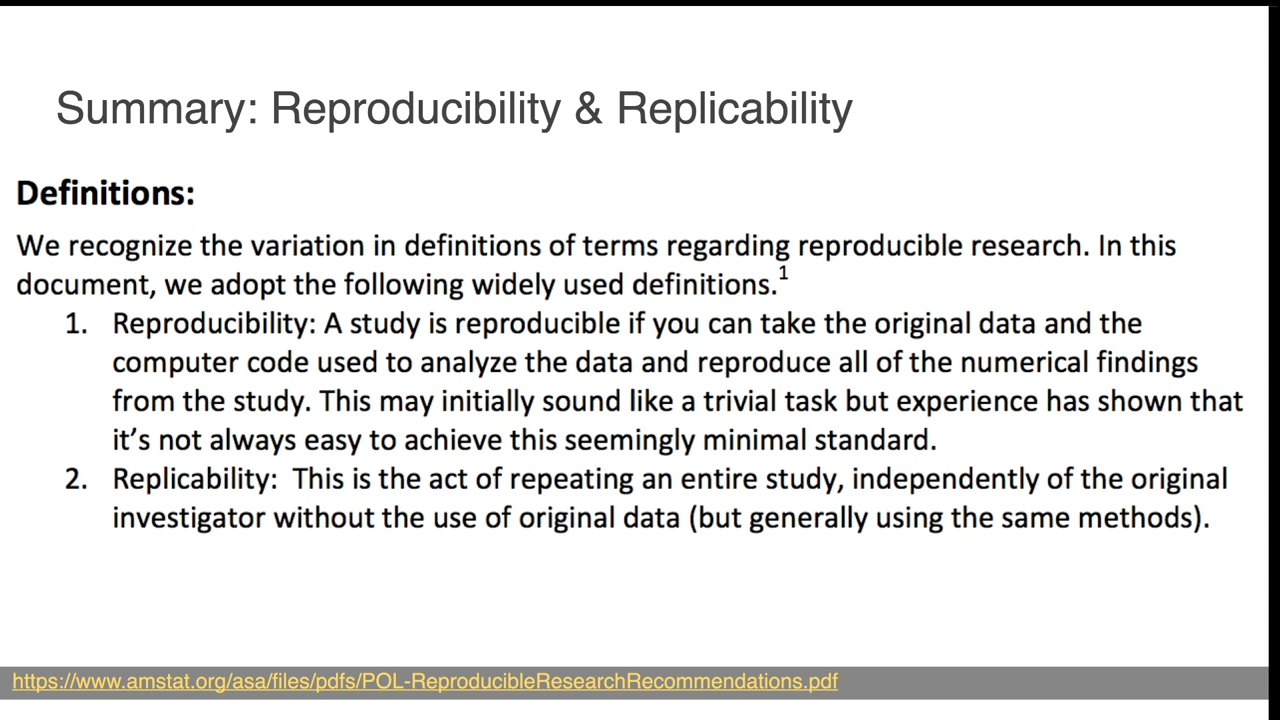 Summary: Reproducibility & Replicability
Definitions:
We recognize the variation in definitions of terms regarding reproducible research. In this
document, we adopt the following widely used definitions.1
1. Reproducibility: A study is reproducible if you can take the original data and the
computer code used to analyze the data and reproduce all of the numerical findings
from the study. This may initially sound like a trivial task but experience has shown that
it’s not always easy to achieve this seemingly minimal standard.
2. Replicability: This is the act of repeating an entire study, independently of the original
investigator without the use of original data (but generally using the same methods).
https://www.amstat.org/asa/files/pdfs/POL-ReproducibleResearchRecommendations.pdf